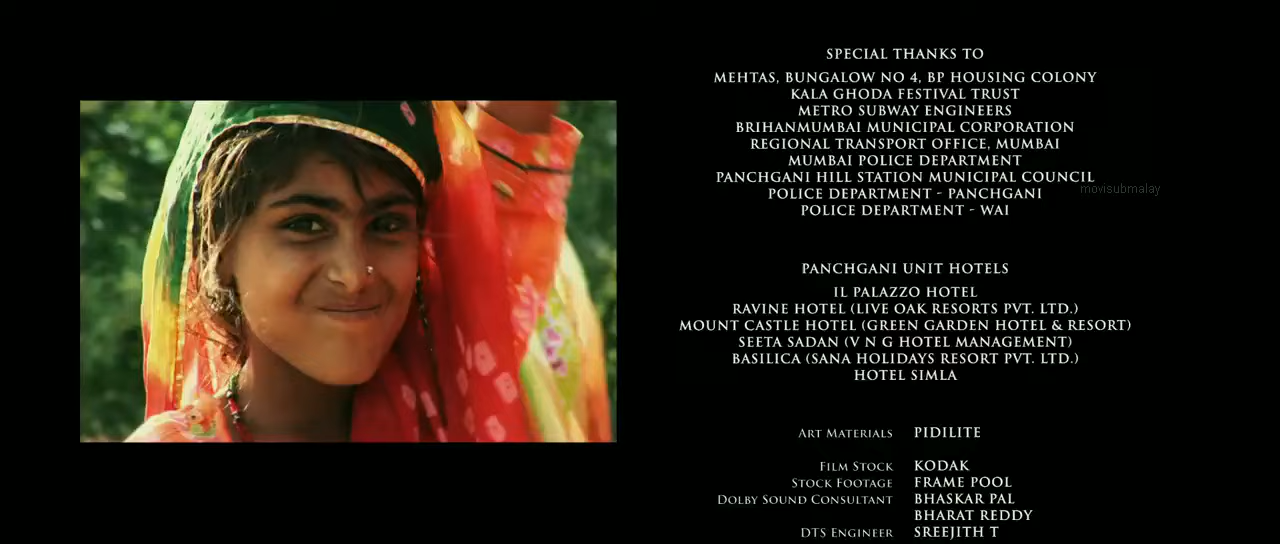 SPECIAL THANKS TO
MEHTAS, BUNGALOW NO 4, BP HOUSING COLONY
KALA GHODA FESTIVAL TRUST
METRO SUBWAY ENGINEERS
BRIHANMUMBAI MUNICIPAL CORPORATION
REGIONAL TRANSPORT OFFICE, MUMBAI
MUMBAI POLICE DEPARTMENT
PANCHGANI HILL STATION MUNICIPAL COUNCIL
POLICE DEPARTMENT - PANCHGANI
movisubmalay
POLICE DEPARTMENT - WAI
PANCHGANI UNIT HOTELS
IL PALAZZO HOTEL
RAVINE HOTEL (LIVE OAK RESORTS PVT. LTD.)
MOUNT CASTLE HOTEL (GREEN GARDEN HOTEL & RESORT)
SEETA SADAN (V N G HOTEL MANAGEMENT)
BASILICA (SANA HOLIDAYS RESORT PVT. LTD.)
HOTEL SIMLA
ART MATERIALS PIDILITE
FILM STOCK KODAK
STOCK FOOTAGE FRAME POOL
DOLBY SOUND CONSULTANT BHASKAR PAL
BHARAT REDDY
DTS ENGINEER SREEJITH T